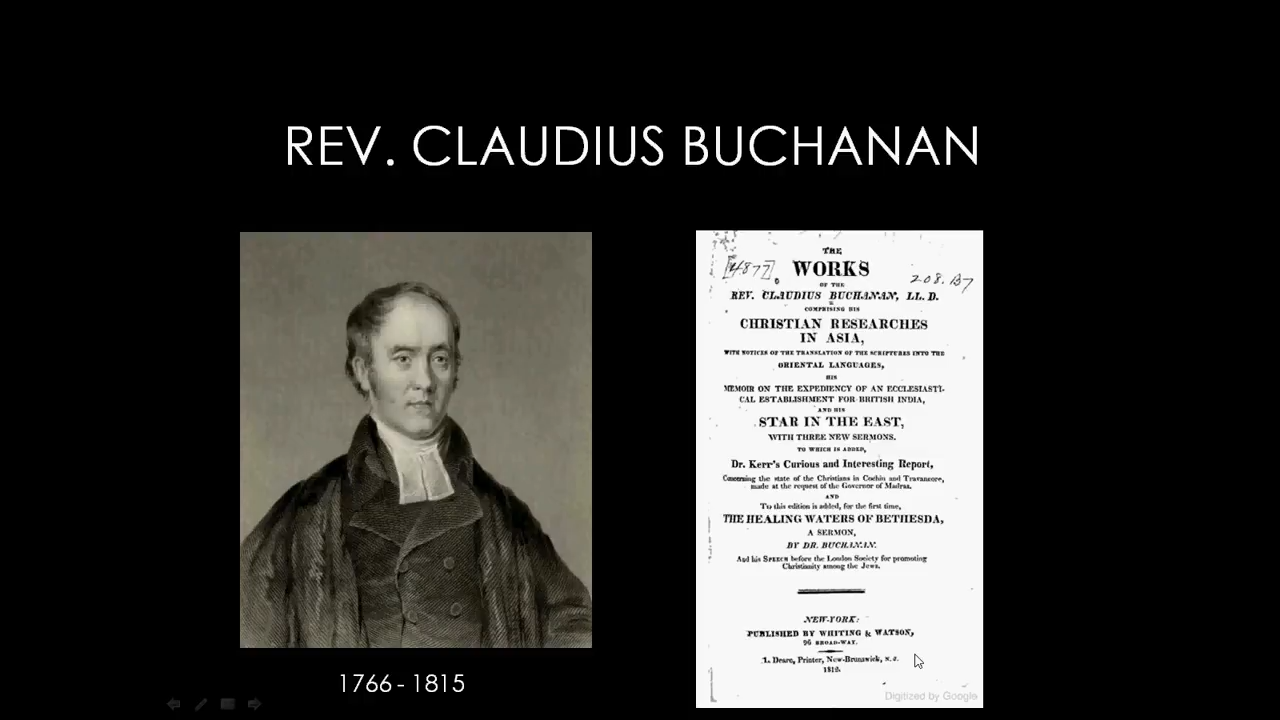 REV. CLAUDIUS BUCHANAN
THE
[4877]
WORKS
208. B7
OF THE
REV. CLAUDIUS BUCHANAN, LL. D.
COMPRISING HIS
CHRISTIAN RESEARCHES
IN ASIA,
WITH NOTICES OF THE TRANSLATION OF THE SCRIPTURES INTO THE
ORIENTAL LANGUAGES,
HIS
MEMOIR ON THE EXPEDIENCY OF AN ECCLESIASTI-
CAL ESTABLISHMENT FOR BRITISH INDIA,
AND HIS
STAR IN THE EAST,
WITH THREE NEW SERMONS.
TO WHICH IS ADDED,
Dr. Kerr's Curious and Interesting Report,
Concerning the state of the Christians in Cochin and Travancore,
made at the request of the Governor of Madras.
AND
To this edition is added, for the first time,
THE HEALING WATERS OF BETHESDA,
A SERMON,
BY DR. BUCHANAN.
And his SPEECH before the London Society for promoting
Christianity among the Jews.
NEW-YORK:
PUBLISHED BY WHITING & WATSON,
96 BROAD-WAY.
L. Deare, Printer, New-Brunswick, N. J.
1812.
Digitized by Google
1766 - 1815